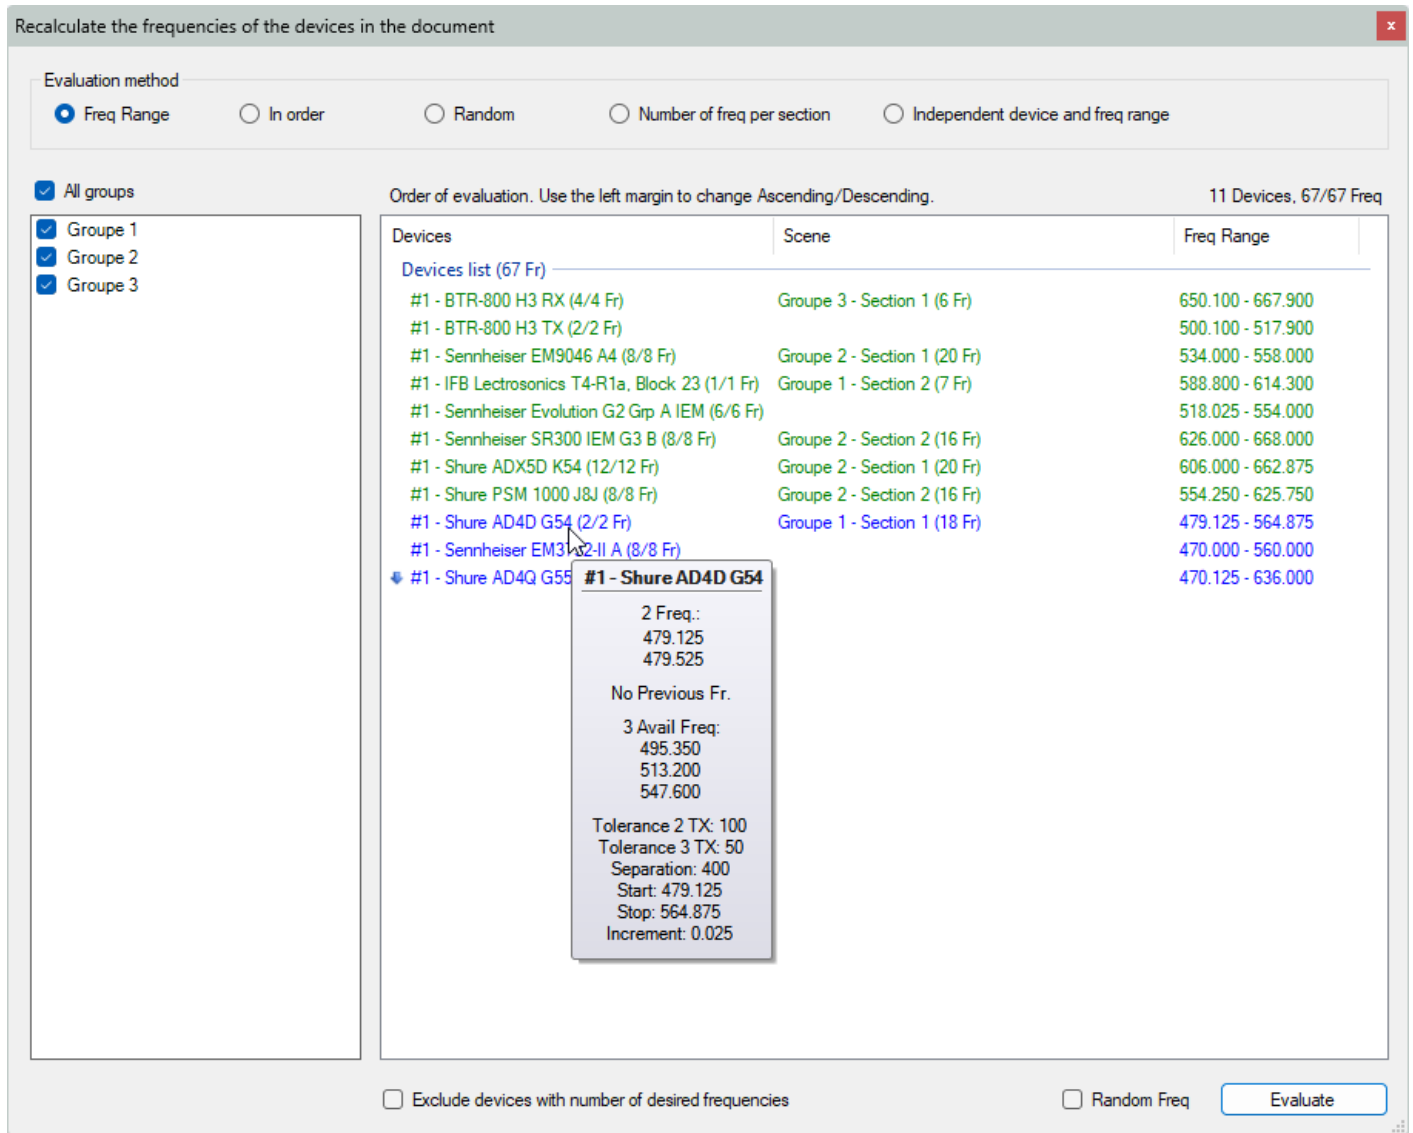 Recalculate the frequencies of the devices in the document
x
Evaluation method
Freq Range In order Random Number of freq per section Independent device and freq range
All groups
Groupe 1
Groupe 2
Groupe 3
Order of evaluation. Use the left margin to change Ascending/Descending. 11 Devices, 67/67 Freq
Devices Scene Freq Range
Devices list (67 Fr)
#1 - BTR-800 H3 RX (4/4 Fr) Groupe 3 - Section 1 (6 Fr) 650.100 - 667.900
#1 - BTR-800 H3 TX (2/2 Fr) 500.100 - 517.900
#1 - Sennheiser EM9046 A4 (8/8 Fr) Groupe 2 - Section 1 (20 Fr) 534.000 - 558.000
#1 - IFB Lectrosonics T4-R1a, Block 23 (1/1 Fr) Groupe 1 - Section 2 (7 Fr) 588.800 - 614.300
#1 - Sennheiser Evolution G2 Grp A IEM (6/6 Fr) 518.025 - 554.000
#1 - Sennheiser SR300 IEM G3 B (8/8 Fr) Groupe 2 - Section 2 (16 Fr) 626.000 - 668.000
#1 - Shure ADX5D K54 (12/12 Fr) Groupe 2 - Section 1 (20 Fr) 606.000 - 662.875
#1 - Shure PSM 1000 J8J (8/8 Fr) Groupe 2 - Section 2 (16 Fr) 554.250 - 625.750
#1 - Shure AD4D G54 (2/2 Fr) Groupe 1 - Section 1 (18 Fr) 479.125 - 564.875
#1 - Sennheiser 2-II A (8/8 Fr) 470.000 - 560.000
#1 - Shure AD4Q G55 470.125 - 636.000
#1 - Shure AD4D G54
2 Freq.:
479.125
479.525
No Previous Fr.
3 Avail Freq:
495.350
513.200
547.600
Tolerance 2 TX: 100
Tolerance 3 TX: 50
Separation: 400
Start: 479.125
Stop: 564.875
Increment: 0.025
Exclude devices with number of desired frequencies Random Freq Evaluate